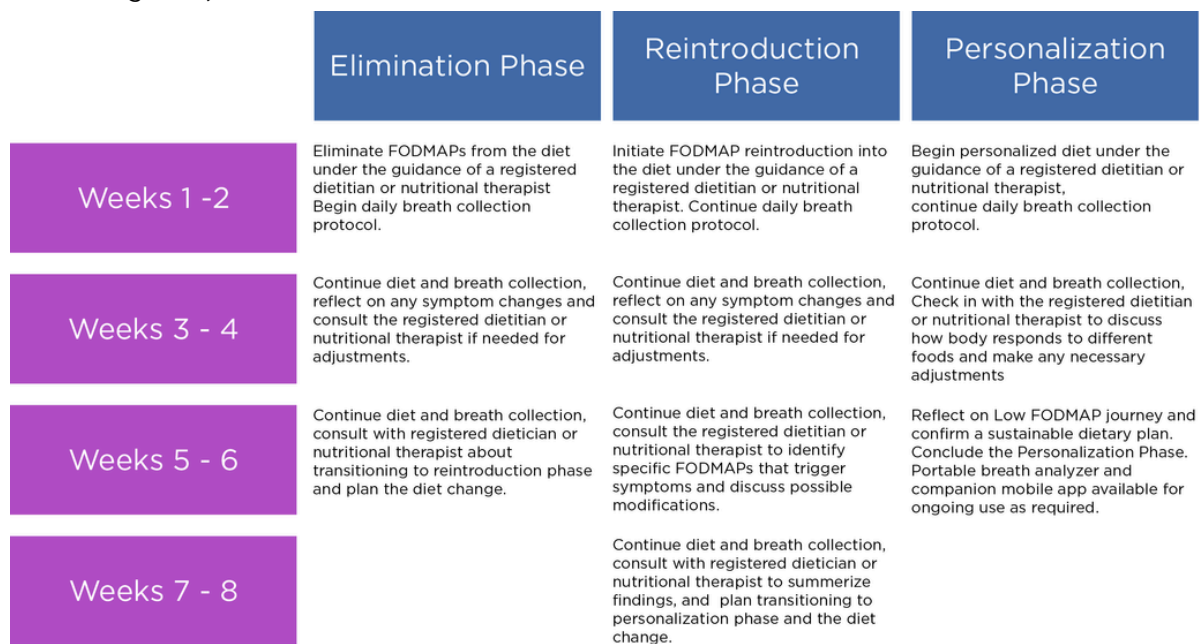 Elimination Phase
Reintroduction
Phase
Personalization
Phase
Weeks 1 -2
Eliminate FODMAPs from the diet
under the guidance of a registered
dietitian or nutritional therapist
Begin daily breath collection
protocol.
Initiate FODMAP reintroduction into
the diet under the guidance of a
registered dietitian or nutritional
therapist. Continue daily breath
collection protocol.
Begin personalized diet under the
guidance of a registered dietitian or
nutritional therapist,
continue daily breath collection
protocol.
Weeks 3 - 4
Continue diet and breath collection,
reflect on any symptom changes and
consult the registered dietitian or
nutritional therapist if needed for
adjustments.
Continue diet and breath collection,
reflect on any symptom changes and
consult the registered dietitian or
nutritional therapist if needed for
adjustments.
Continue diet and breath collection,
Check in with the registered dietitian
or nutritional therapist to discuss
how body responds to different
foods and make any necessary
adjustments
Weeks 5 - 6
Continue diet and breath collection,
consult with registered dietician or
nutritional therapist about
transitioning to reintroduction phase
and plan the diet change.
Continue diet and breath collection,
consult the registered dietitian or
nutritional therapist to identify
specific FODMAPs that trigger
symptoms and discuss possible
modifications.
Reflect on Low FODMAP journey and
confirm a sustainable dietary plan.
Conclude the Personalization Phase.
Portable breath analyzer and
companion mobile app available for
ongoing use as required.
Weeks 7 - 8
Continue diet and breath collection,
consult with registered dietician or
nutritional therapist to summerize
findings, and  plan transitioning to
personalization phase and the diet
change.